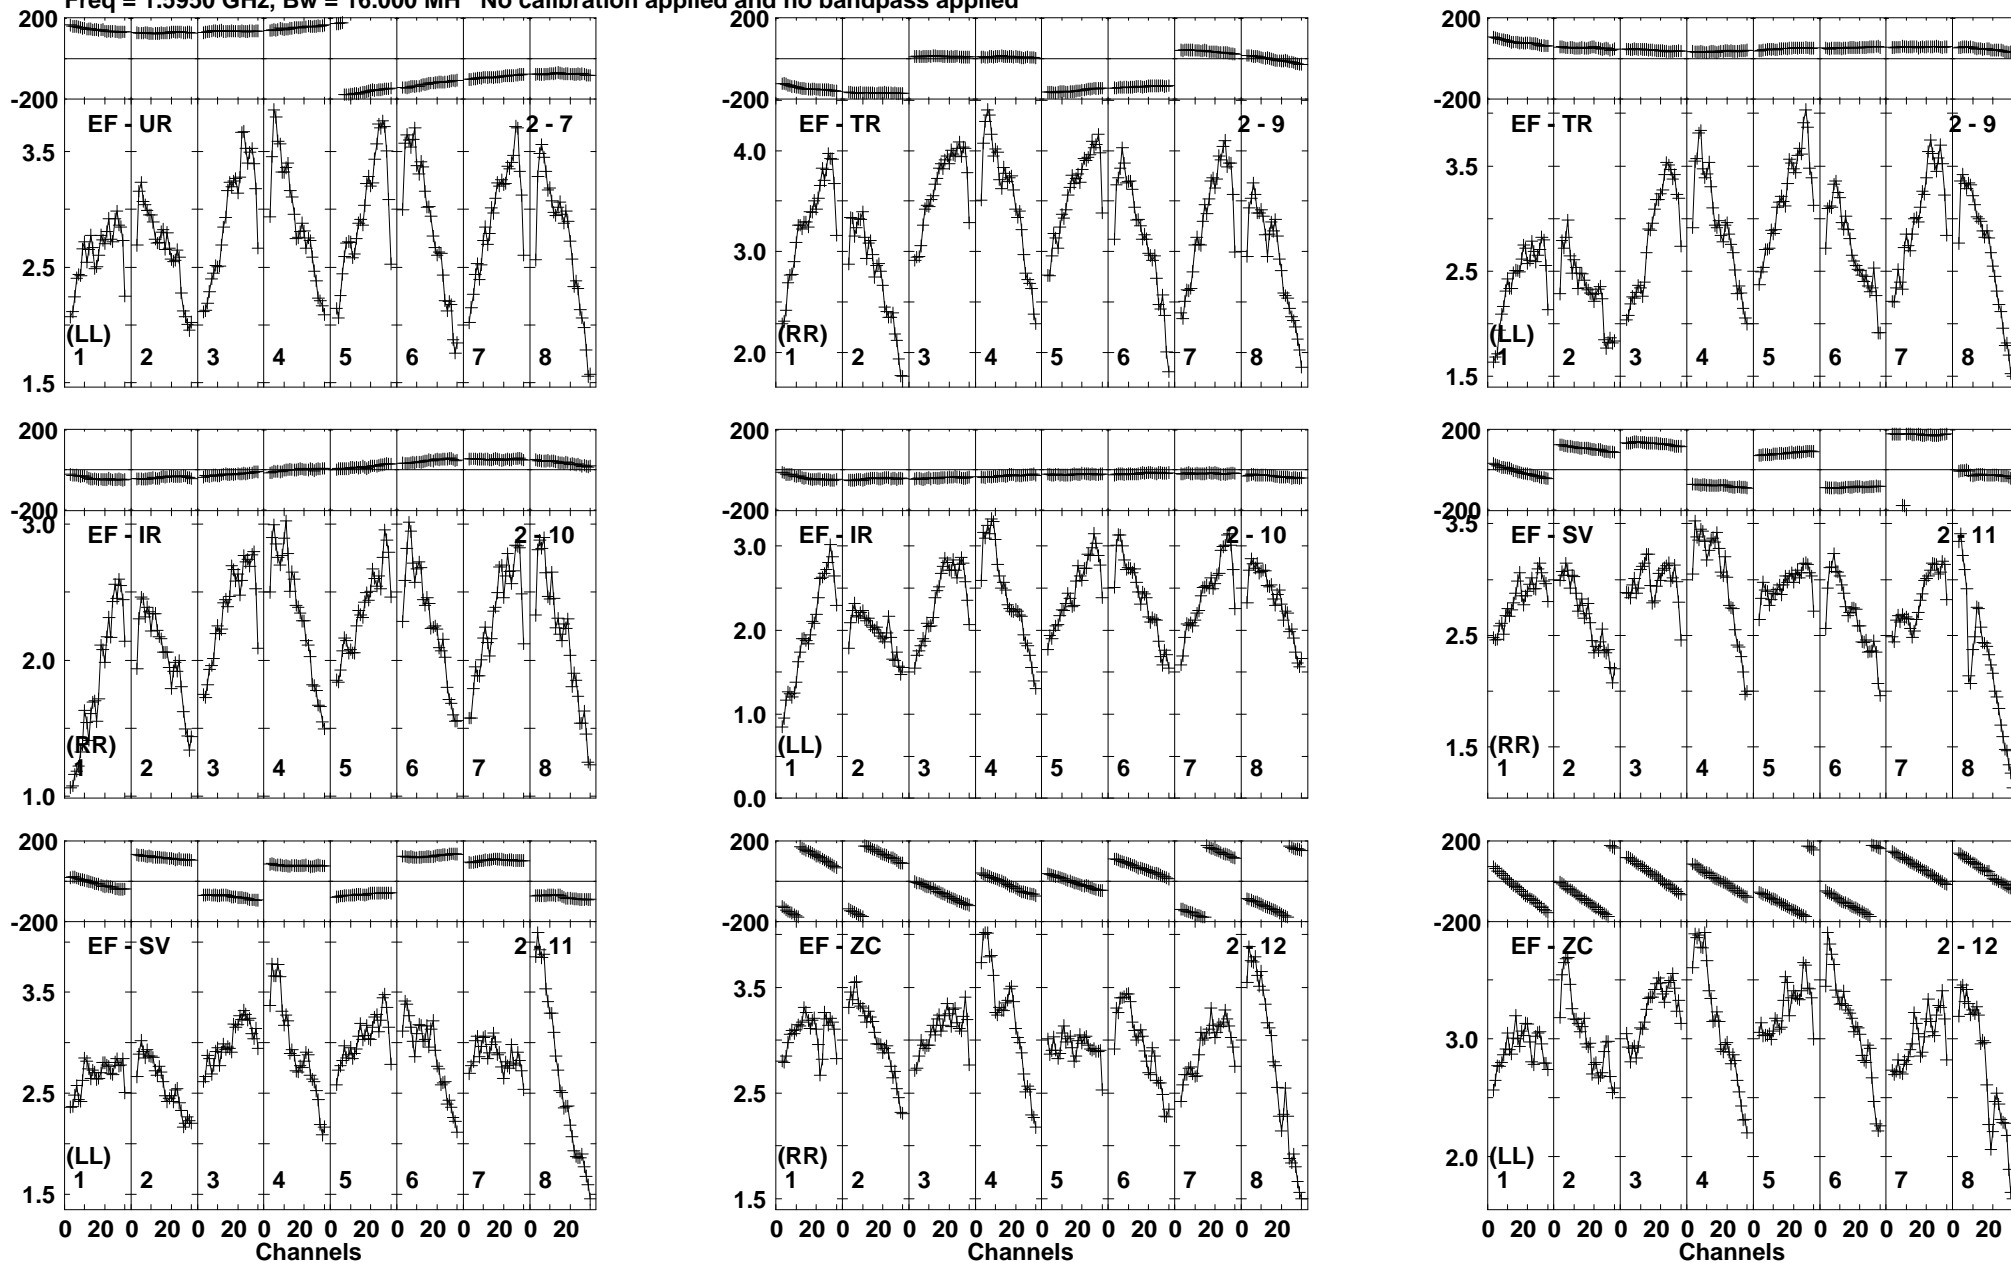 Freq = 1.5950 GHz, Bw = 16.000 MH No calibration applied and no bandpass applied
200 200 200
-200 -200 -200
EF - UR 2 - 7 EF - TR 2 - 9 EF - TR 2 - 9
3.5 4.0 3.5
2.5 3.0 2.5
(LL) (RR) (LL)
1 2 3 4 5 6 7 8 2.0 1 2 3 4 5 6 7 8 1 2 3 4 5 6 7 8
1.5 1.5
200 200 200
-200 -200 -200
3.0 3.5
EF - IR 2 - 10 EF - IR 2 - 10 EF - SV 2 - 11
3.0
2.0 2.0 2.5
1.0
(RR) (LL) (RR) 1.5
1 2 3 4 5 6 7 8 1 2 3 4 5 6 7 8 1 2 3 4 5 6 7 8
1.0 0.0
200 200 200
-200 -200 -200
EF - SV 2 - 11 EF - ZC 2 - 12 EF - ZC 2 - 12
3.5 3.5
3.0
2.5 2.5
(LL) (RR) 2.0 (LL)
1 2 3 4 5 6 7 8 1 2 3 4 5 6 7 8 1 2 3 4 5 6 7 8
1.5 1.5
0 20 0 20 0 20 0 20 0 20 0 20 0 20 0 20 0 20 0 20 0 20 0 20 0 20 0 20 0 20 0 20 0 20 0 20 0 20 0 20 0 20 0 20 0 20 0 20
Channels Channels Channels